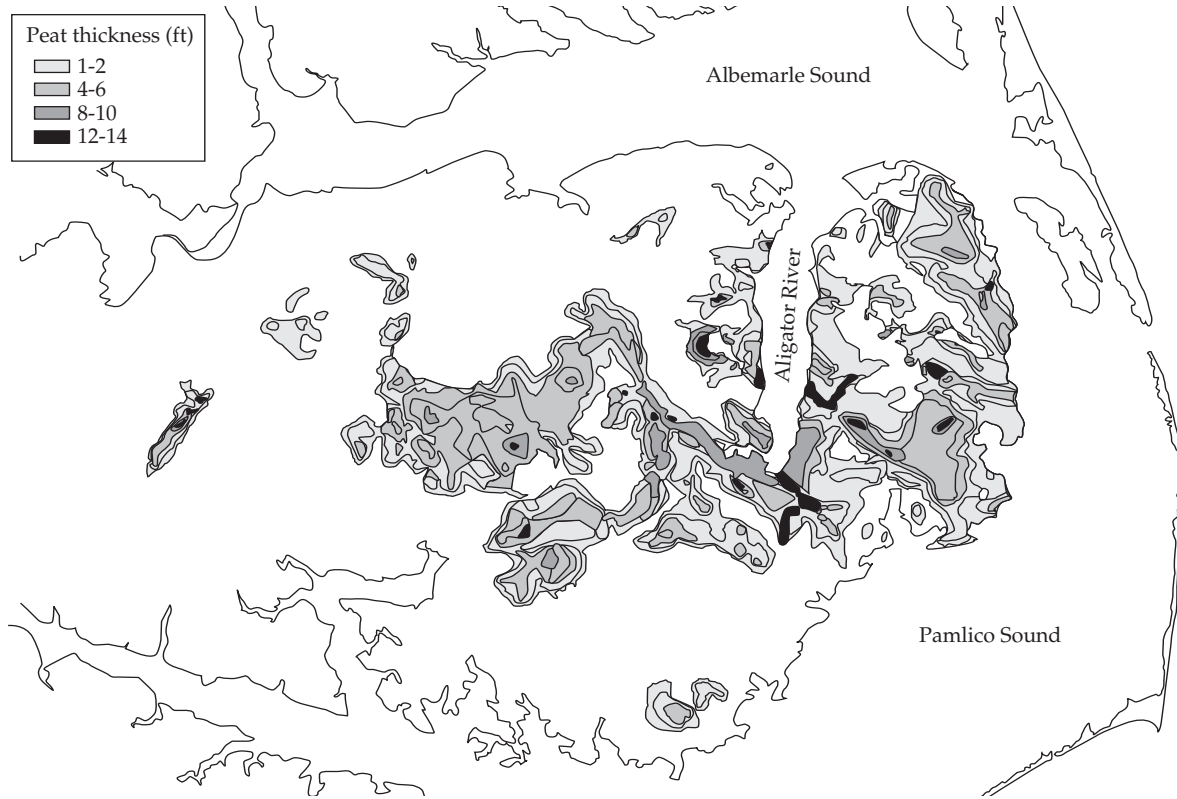 Peat thickness (ft)
1-2
4-6
8-10
12-14
Albemarle Sound
Aligator River
Pamlico Sound